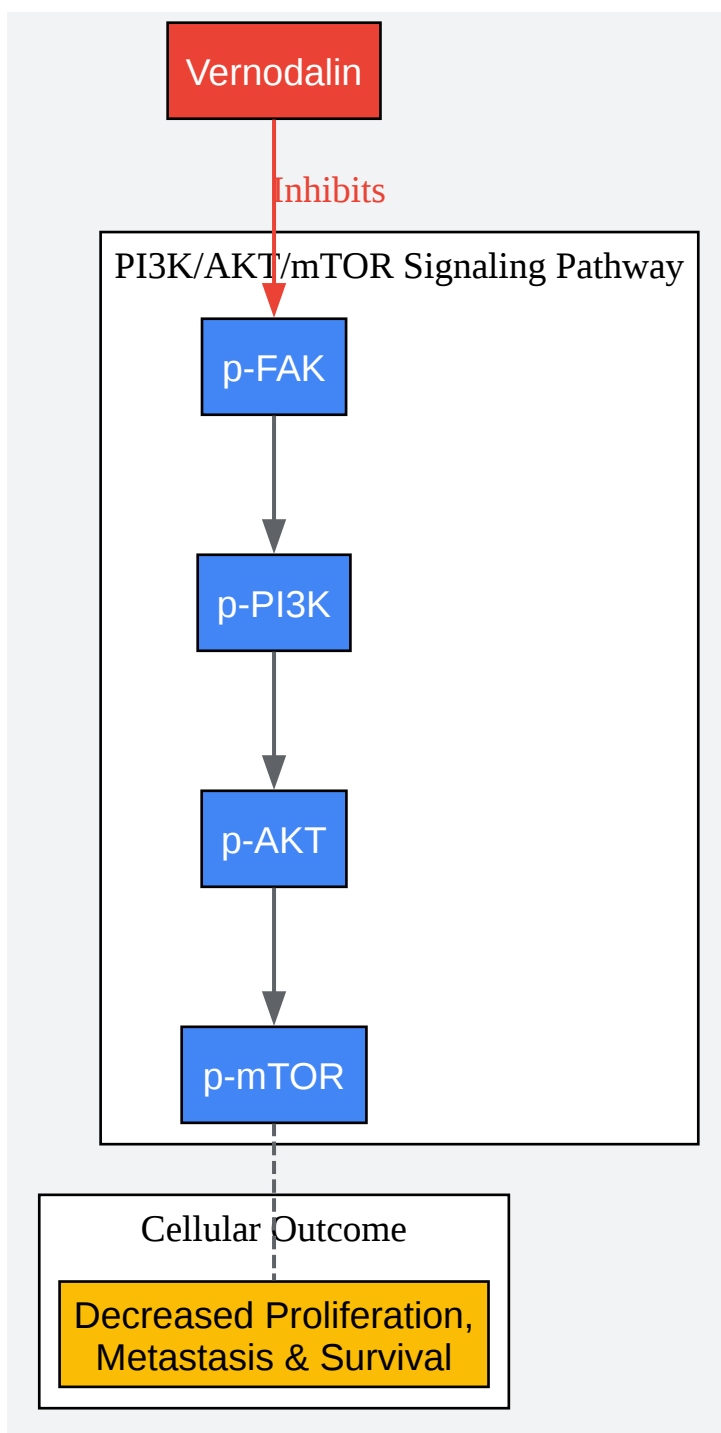 Vernodalin
Inhibits
PI3K/AKT/mTOR Signaling Pathway
p-FAK
p-PI3K
p-AKT
p-mTOR
Cellular Outcome
Decreased Proliferation,
Metastasis & Survival